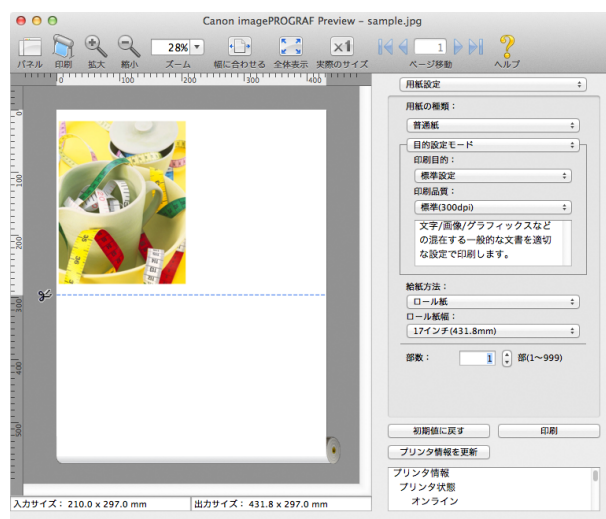 Canon imagePROGRAF Preview – sample.jpg
パネル 印刷 拡大 縮小 28% ズーム 幅に合わせる 全体表示 ×1 実際のサイズ 1 ページ移動 ? ヘルプ
0 100 200 300 400
0
100
200
300
400
500
用紙設定
用紙の種類：
普通紙
目的設定モード
印刷目的：
標準設定
印刷品質：
標準(300dpi)
文字/画像/グラフィックスなど
の混在する一般的な文書を適切
な設定で印刷します。
給紙方法：
ロール紙
ロール紙幅：
17インチ(431.8mm)
部数： 1 部(1〜999)
初期値に戻す 印刷
プリンタ情報を更新
プリンタ情報
プリンタ状態
オンライン
入力サイズ： 210.0 x 297.0 mm 出力サイズ： 431.8 x 297.0 mm